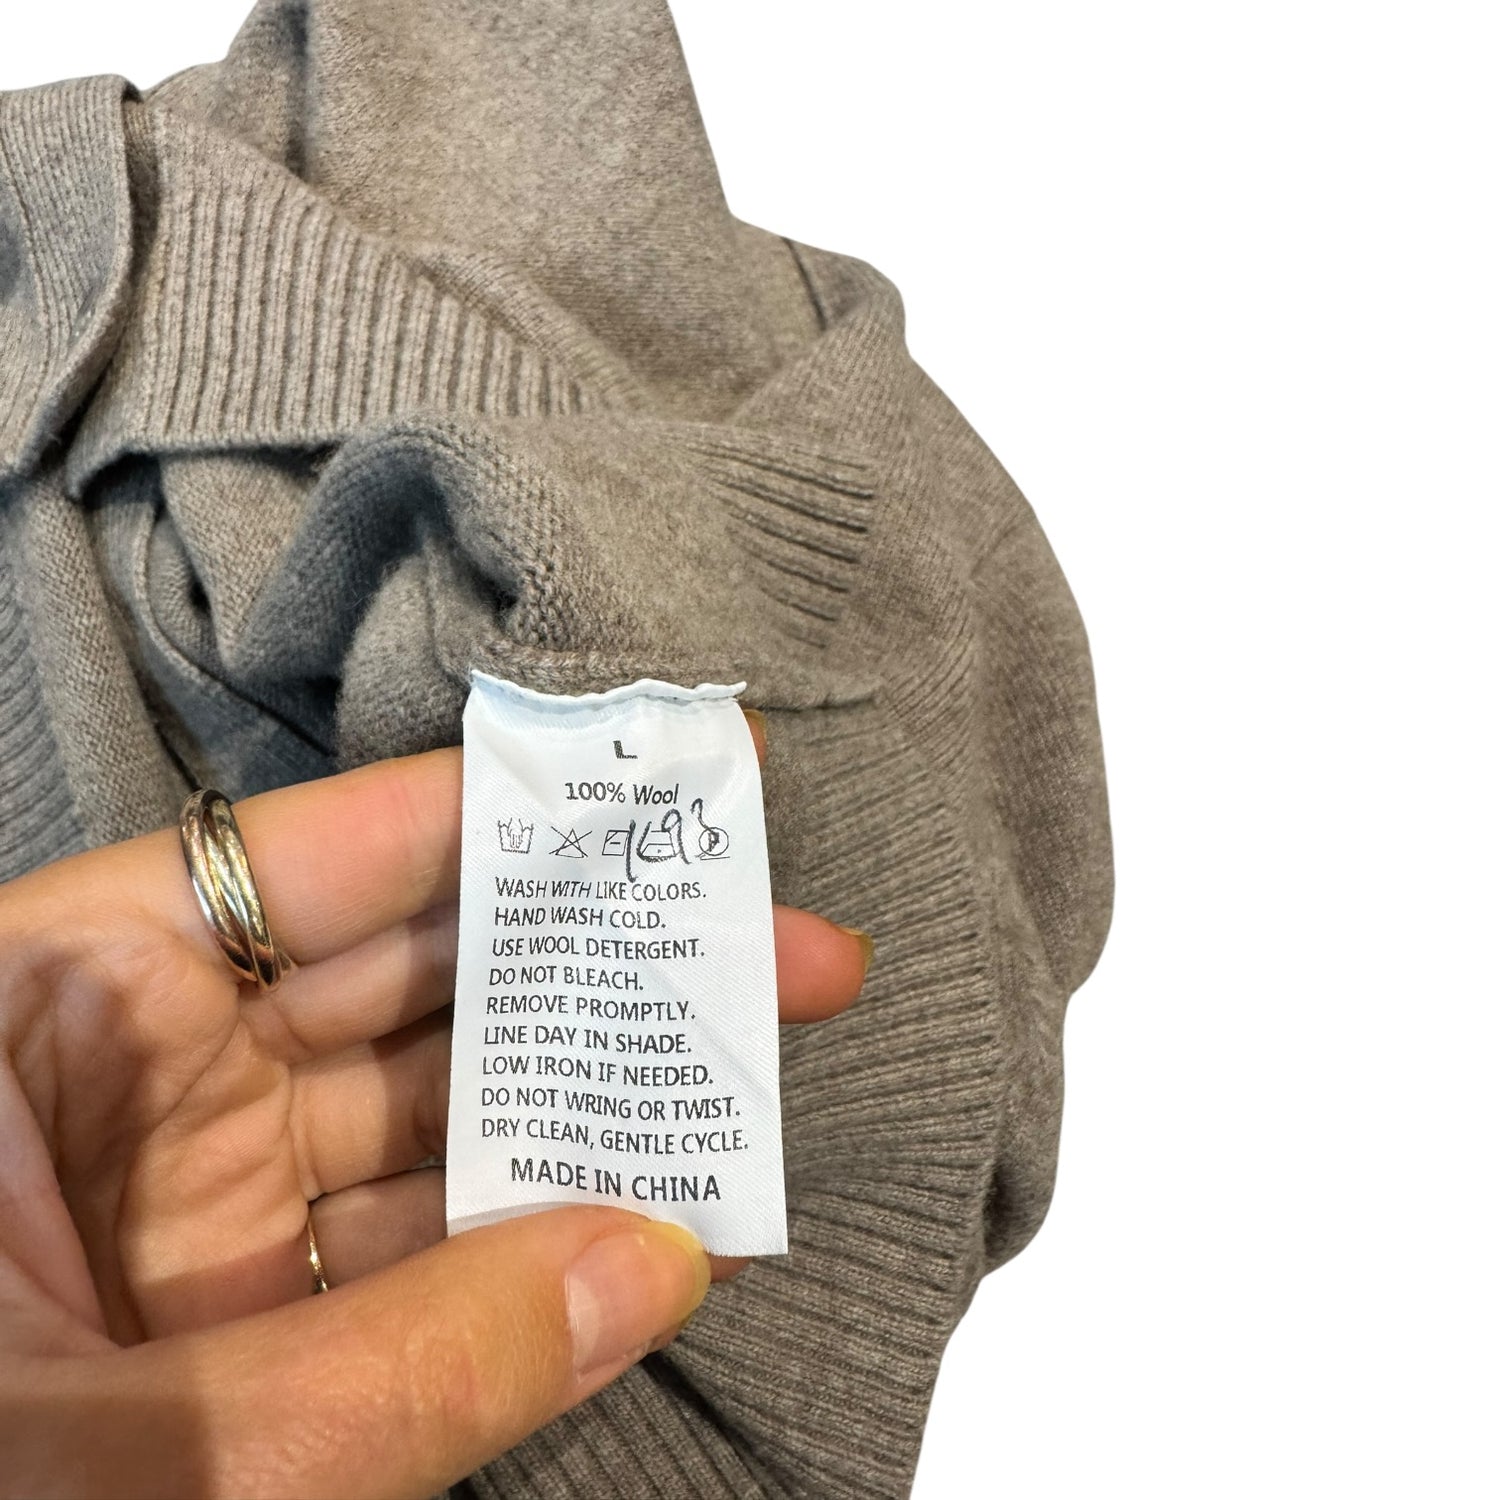 L
100% Wool
1693
WASH WITH LIKE COLORS.
HAND WASH COLD.
USE WOOL DETERGENT.
DO NOT BLEACH.
REMOVE PROMPTLY.
LINE DAY IN SHADE.
LOW IRON IF NEEDED.
DO NOT WRING OR TWIST.
DRY CLEAN, GENTLE CYCLE.
MADE IN CHINA